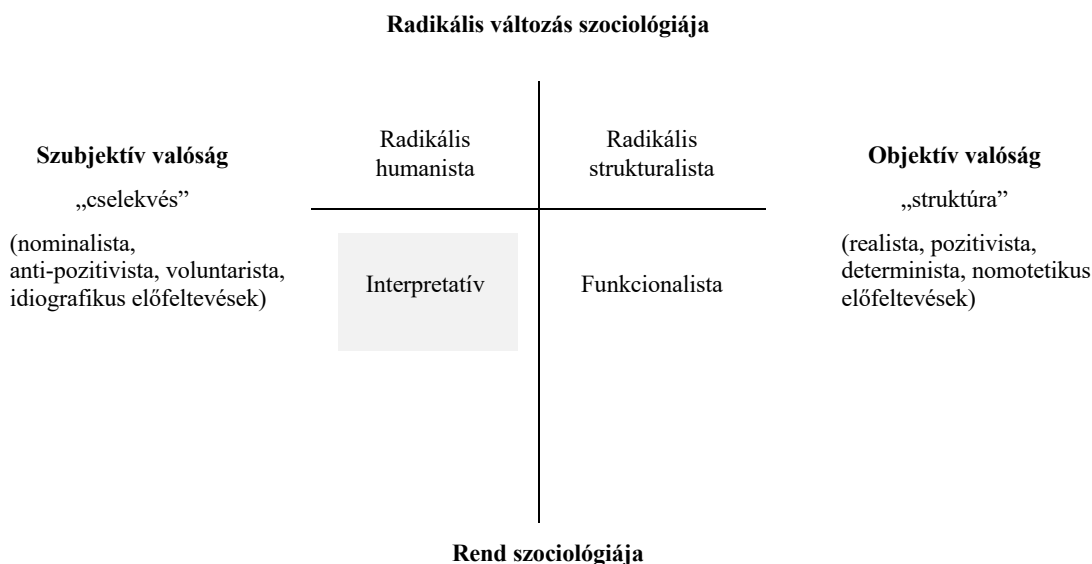 Radikális változás szociológiája
Szubjektív valóság
„cselekvés”
(nominalista,
anti-pozitivista, voluntarista,
idiografikus előfeltevések)
Radikális
humanista
Radikális
strukturalista
Interpretatív
Funkcionalista
Objektív valóság
„struktúra”
(realista, pozitivista,
determinista, nomotetikus
előfeltevések)
Rend szociológiája